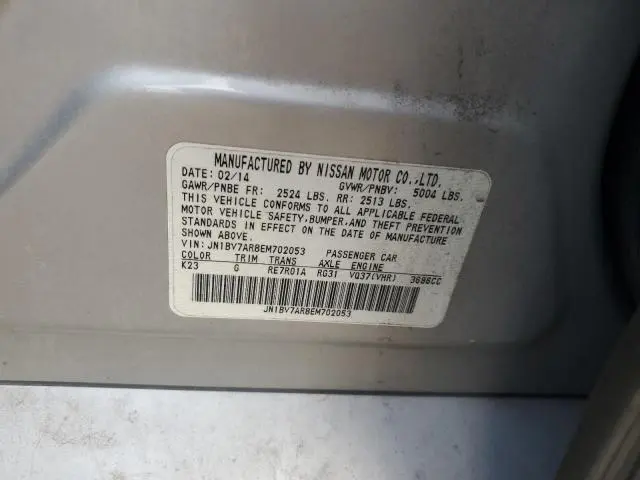 MANUFACTURED BY NISSAN MOTOR CO.,LTD.
DATE: 02/14 GVWR/PNBV: 5004 LBS.
GAWR/PNBE FR: 2524 LBS. RR: 2513 LBS.
THIS VEHICLE CONFORMS TO ALL APPLICABLE FEDERAL
MOTOR VEHICLE SAFETY,BUMPER,AND THEFT PREVENTION
STANDARDS IN EFFECT ON THE DATE OF MANUFACTURE
SHOWN ABOVE.
VIN: JN1BV7AR8EM702053 PASSENGER CAR
COLOR TRIM TRANS AXLE ENGINE
K23 G RE7R01A RG31 VQ37(VHR) 3696CC
JN1BV7AR8EM702053